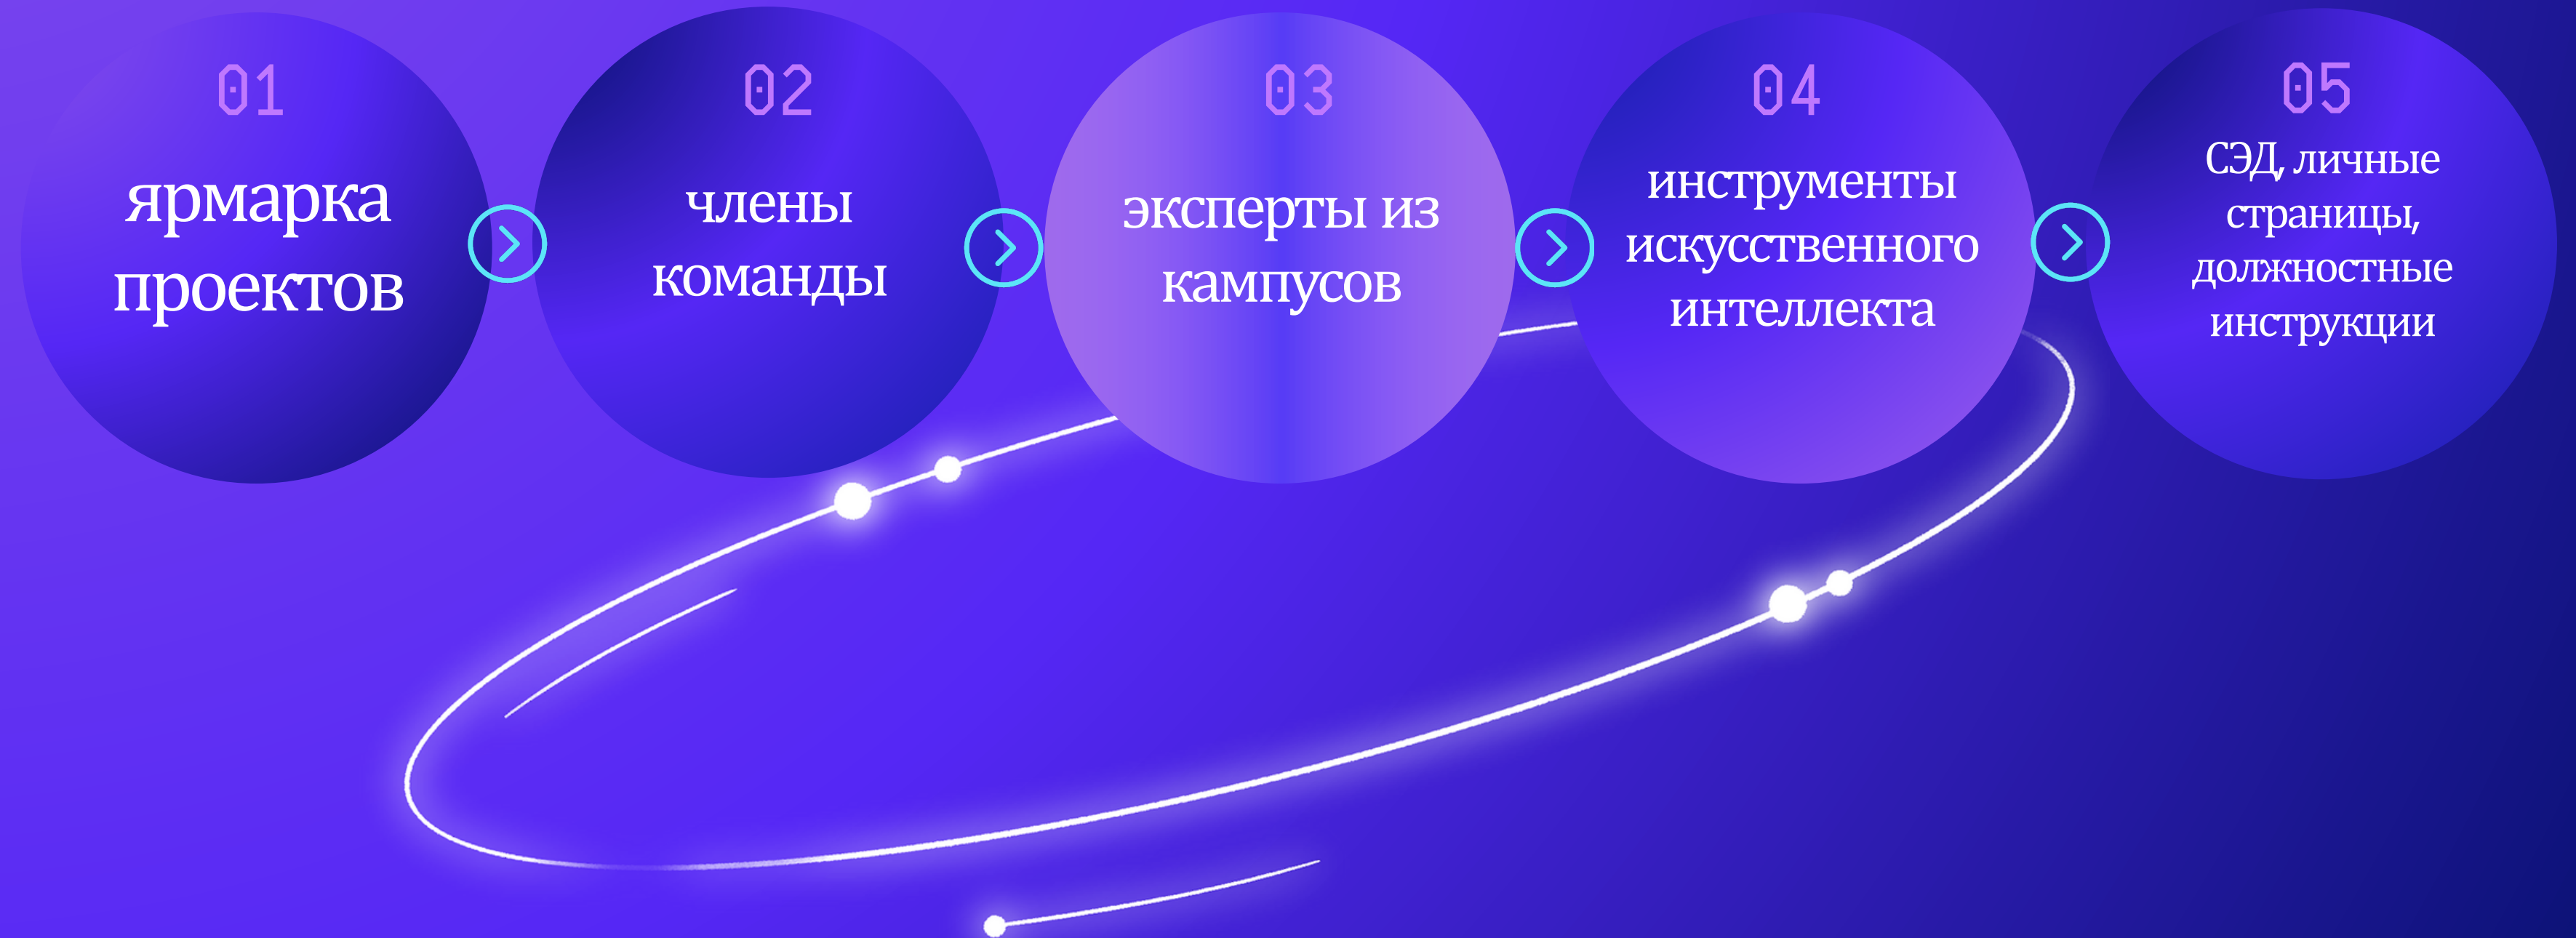 01
ярмарка
проектов
02
члены
команды
03
эксперты из
кампусов
04
инструменты
искусственного
интеллекта
05
СЭД, личные
страницы,
должностные
инструкции